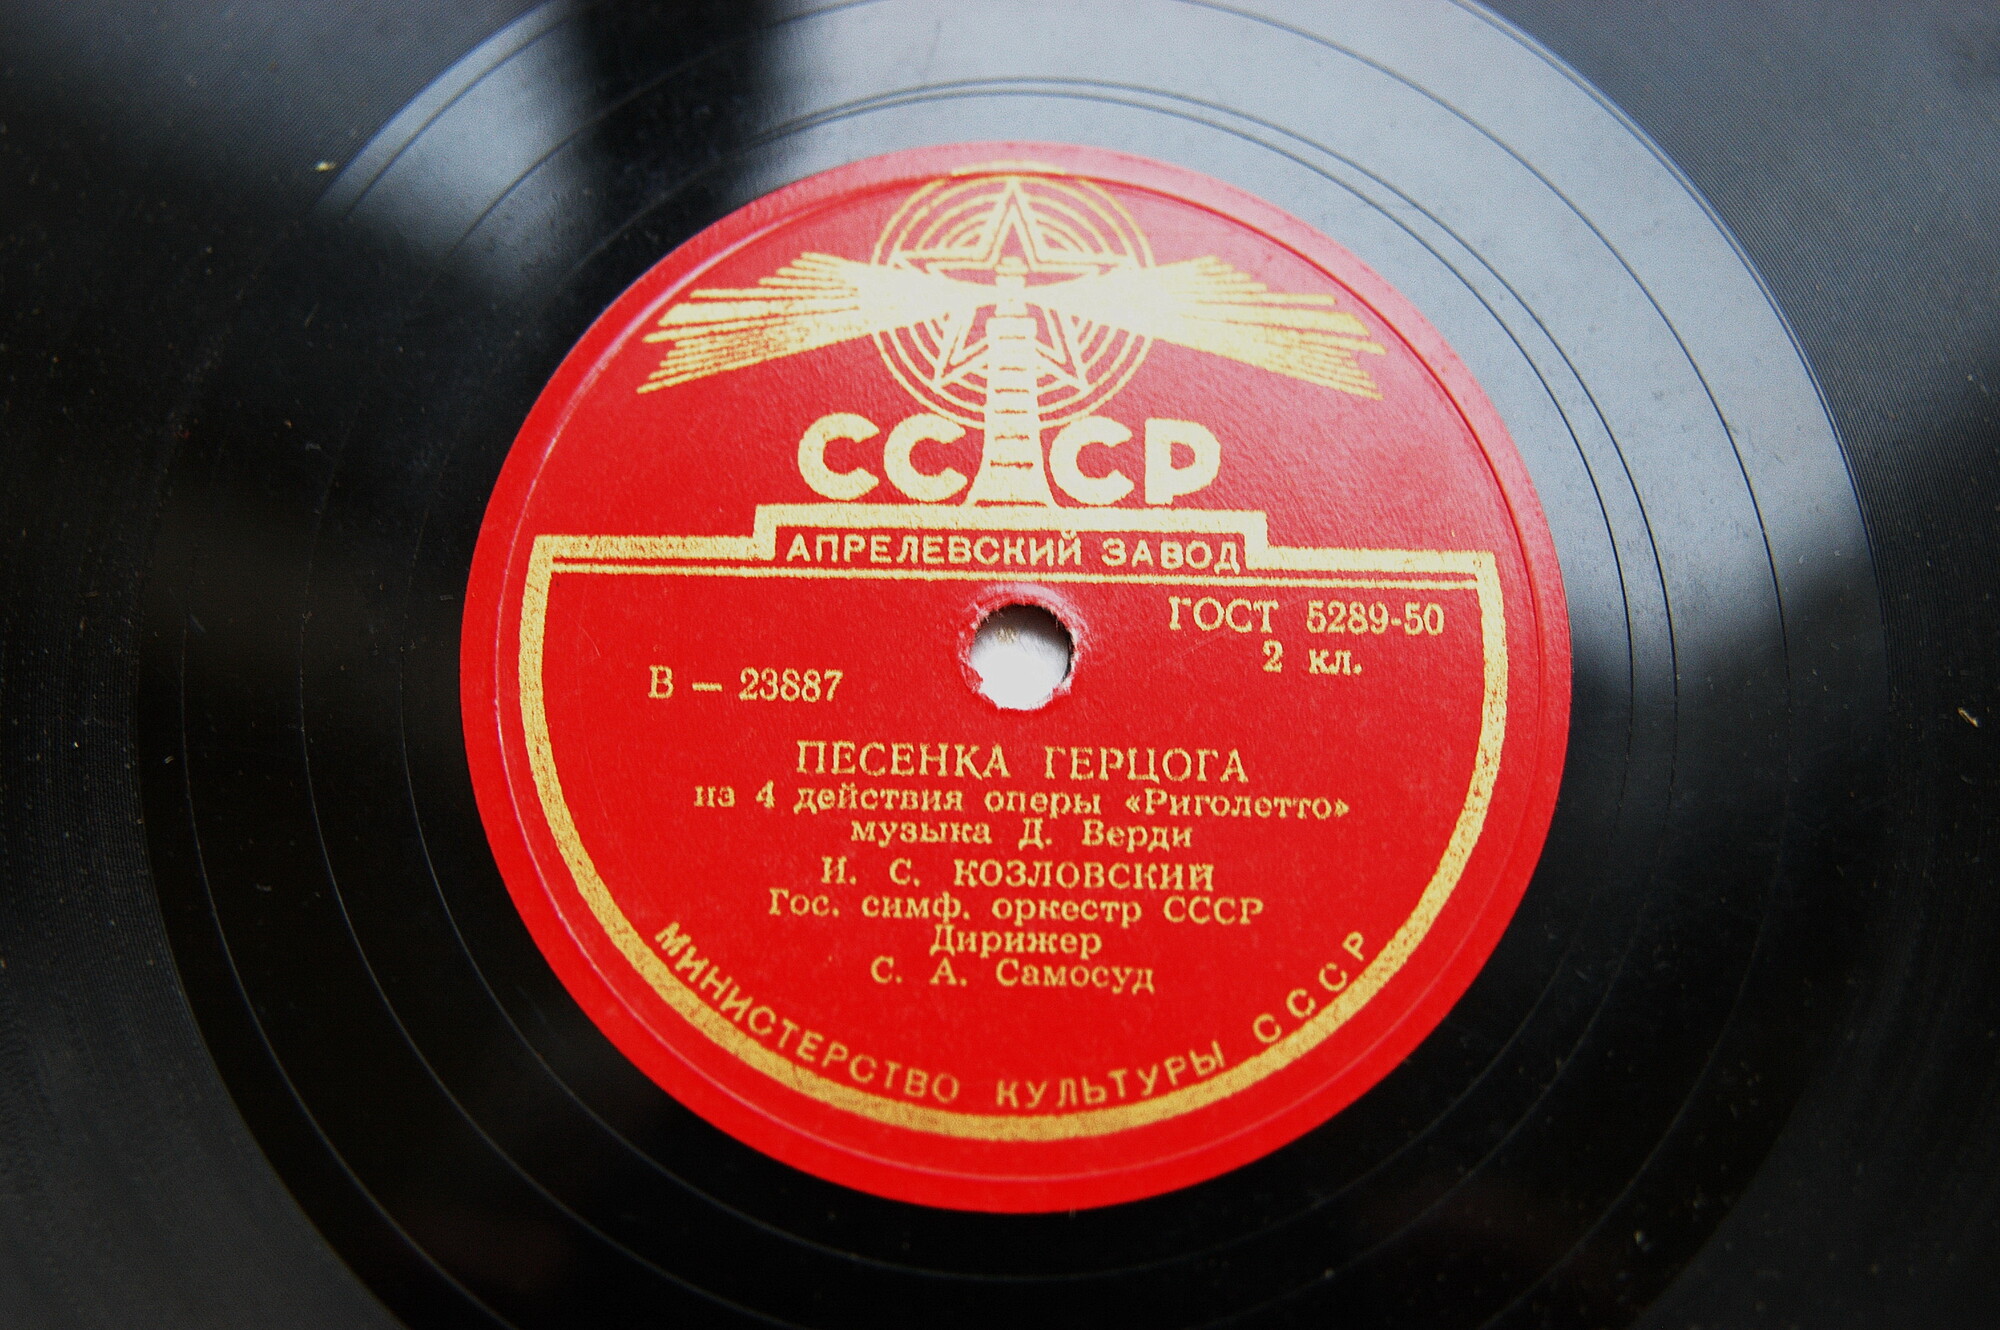 СССР
АПРЕЛЕВСКИЙ ЗАВОД
ГОСТ 5289-50
2 кл.
В — 23887
ПЕСЕНКА ГЕРЦОГА
из 4 действия оперы «Риголетто»
музыка Д. Верди
И. С. КОЗЛОВСКИЙ
Гос. симф. оркестр СССР
Дирижер
С. А. Самосуд
МИНИСТЕРСТВО КУЛЬТУРЫ СССР